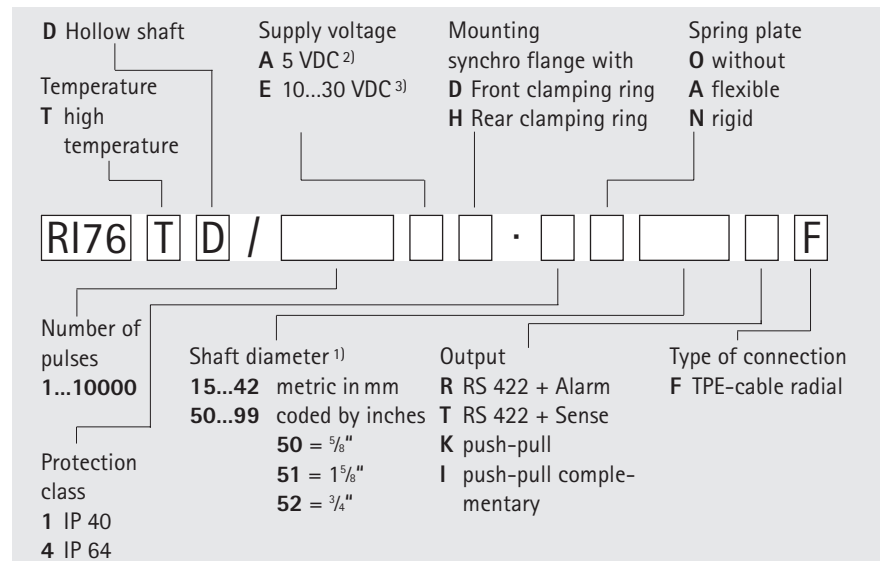 D Hollow shaft
Temperature
T high
temperature
Supply voltage
A 5 VDC 2)
E 10...30 VDC 3)
Mounting
synchro flange with
D Front clamping ring
H Rear clamping ring
Spring plate
O without
A flexible
N rigid
RI76 T D / · F
Number of
pulses
1...10000
Protection
class
1 IP 40
4 IP 64
Shaft diameter 1)
15...42 metric in mm
50...99 coded by inches
50 = 5/8"
51 = 1 5/8"
52 = 3/4"
Output
R RS 422 + Alarm
T RS 422 + Sense
K push-pull
I push-pull comple-
mentary
Type of connection
F TPE-cable radial